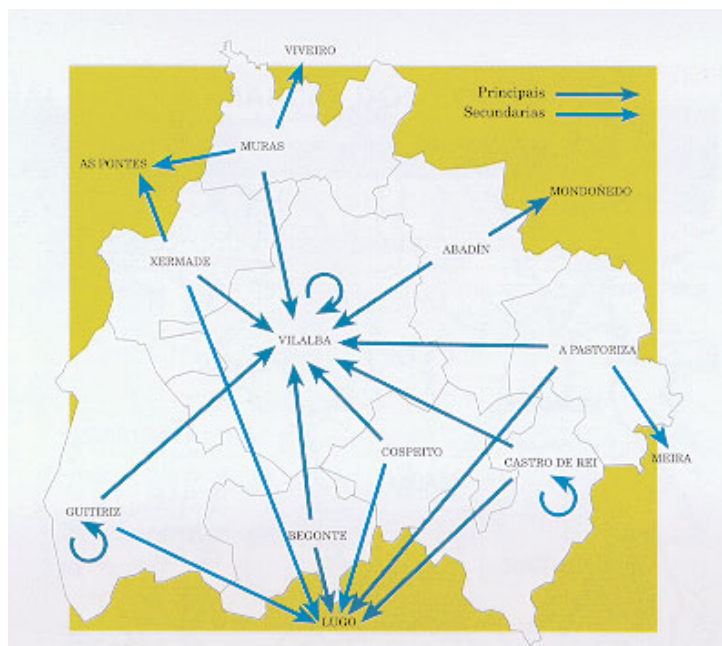 VIVEIRO
Principais
Secundarias
MURAS
AS PONTES
MONDOÑEDO
ABADÍN
XERMADE
VILALBA
A PASTORIZA
COSPEITO
CASTRO DE REI
MEIRA
GUITIRIZ
BEGONTE
LUGO